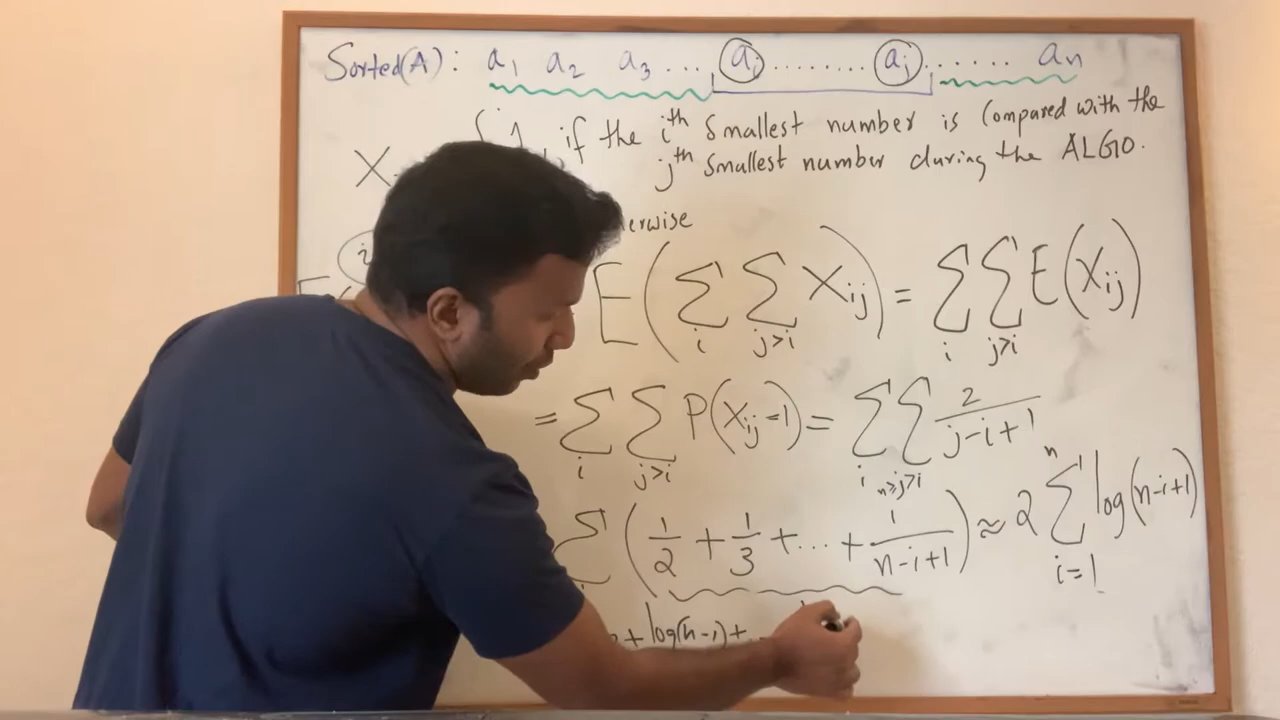 Sorted(A): a₁ a₂ a₃ ... aᵢ ........ aⱼ ...... aₙ
1, if the iᵗʰ smallest number is compared with the
X jᵗʰ smallest number during the ALGO.
erwise
i
E(∑ᵢ ∑ⱼ>ᵢ Xᵢⱼ) = ∑ᵢ ∑ⱼ>ᵢ E(Xᵢⱼ)
= ∑ᵢ ∑ⱼ>ᵢ P(Xᵢⱼ=1) = ∑ᵢ ∑ₙ≥ⱼ>ᵢ 2/(j-i+1)
∑ (1/2 + 1/3 + ... + 1/(n-i+1)) ≈ 2 ∑ᵢ₌₁ⁿ log(n-i+1)
+ log(n-1) + ...